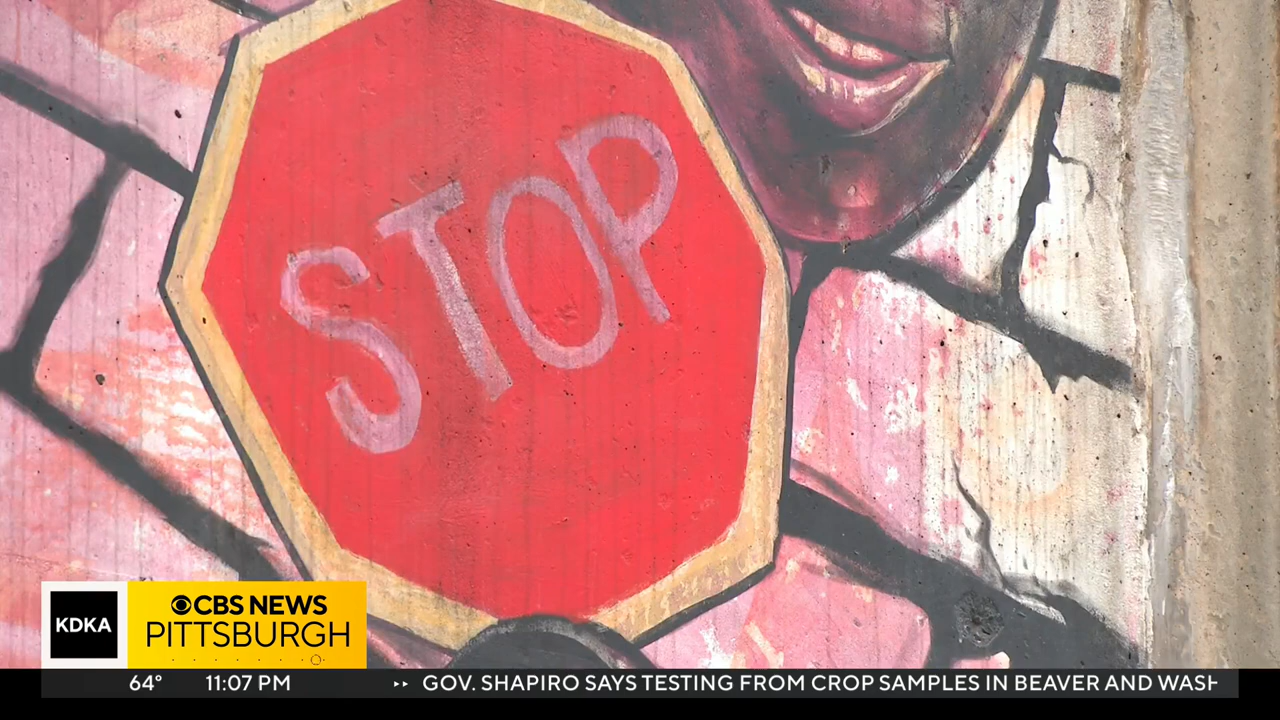 STOP
KDKA
CBS NEWS
PITTSBURGH
64° 11:07 PM GOV. SHAPIRO SAYS TESTING FROM CROP SAMPLES IN BEAVER AND